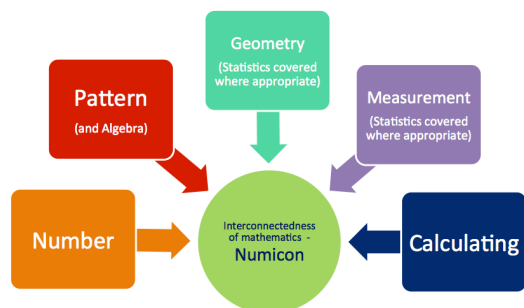 Geometry
(Statistics covered
where appropriate)
Pattern
(and Algebra)
Measurement
(Statistics covered
where appropriate)
Number
Interconnectedness
of mathematics -
Numicon
Calculating